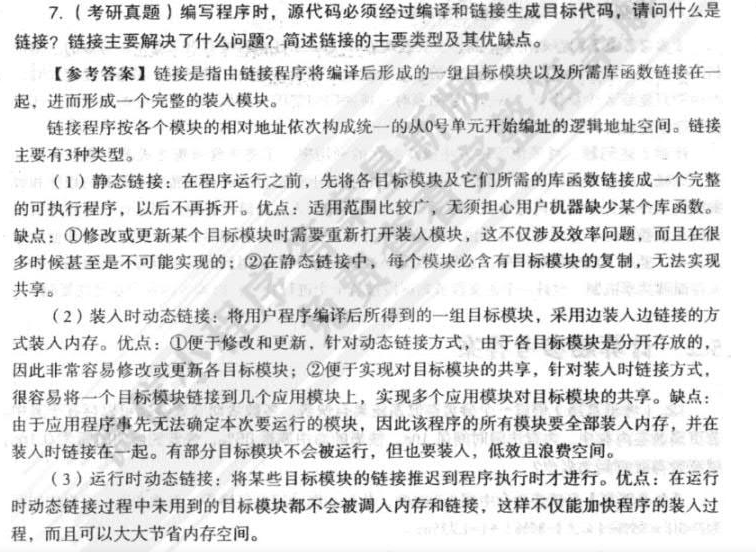 7.（考研真题）编写程序时，源代码必须经过编译和链接生成目标代码，请问什么是
链接？链接主要解决了什么问题？简述链接的主要类型及其优缺点。
【参考答案】链接是指由链接程序将编译后形成的一组目标模块以及所需库函数链接在一
起，进而形成一个完整的装入模块。
链接程序按各个模块的相对地址依次构成统一的从0号单元开始编址的逻辑地址空间。链接
主要有3种类型。
（1）静态链接：在程序运行之前，先将各目标模块及它们所需的库函数链接成一个完整
的可执行程序，以后不再拆开。优点：适用范围比较广，无须担心用户机器缺少某个库函数。
缺点：①修改或更新某个目标模块时需要重新打开装入模块，这不仅涉及效率问题，而且在很
多时候甚至是不可能实现的；②在静态链接中，每个模块必含有目标模块的复制，无法实现
共享。
（2）装入时动态链接：将用户程序编译后所得到的一组目标模块，采用边装入边链接的方
式装入内存。优点：①便于修改和更新，针对动态链接方式，由于各目标模块是分开存放的，
因此非常容易修改或更新各目标模块；②便于实现对目标模块的共享，针对装入时链接方式，
很容易将一个目标模块链接到几个应用模块上，实现多个应用模块对目标模块的共享。缺点：
由于应用程序事先无法确定本次要运行的模块，因此该程序的所有模块要全部装入内存，并在
装入时链接在一起。有部分目标模块不会被运行，但也要装入，低效且浪费空间。
（3）运行时动态链接：将某些目标模块的链接推迟到程序执行时才进行。优点：在运行
时动态链接过程中未用到的目标模块都不会被调入内存和链接，这样不仅能加快程序的装入过
程，而且可以大大节省内存空间。